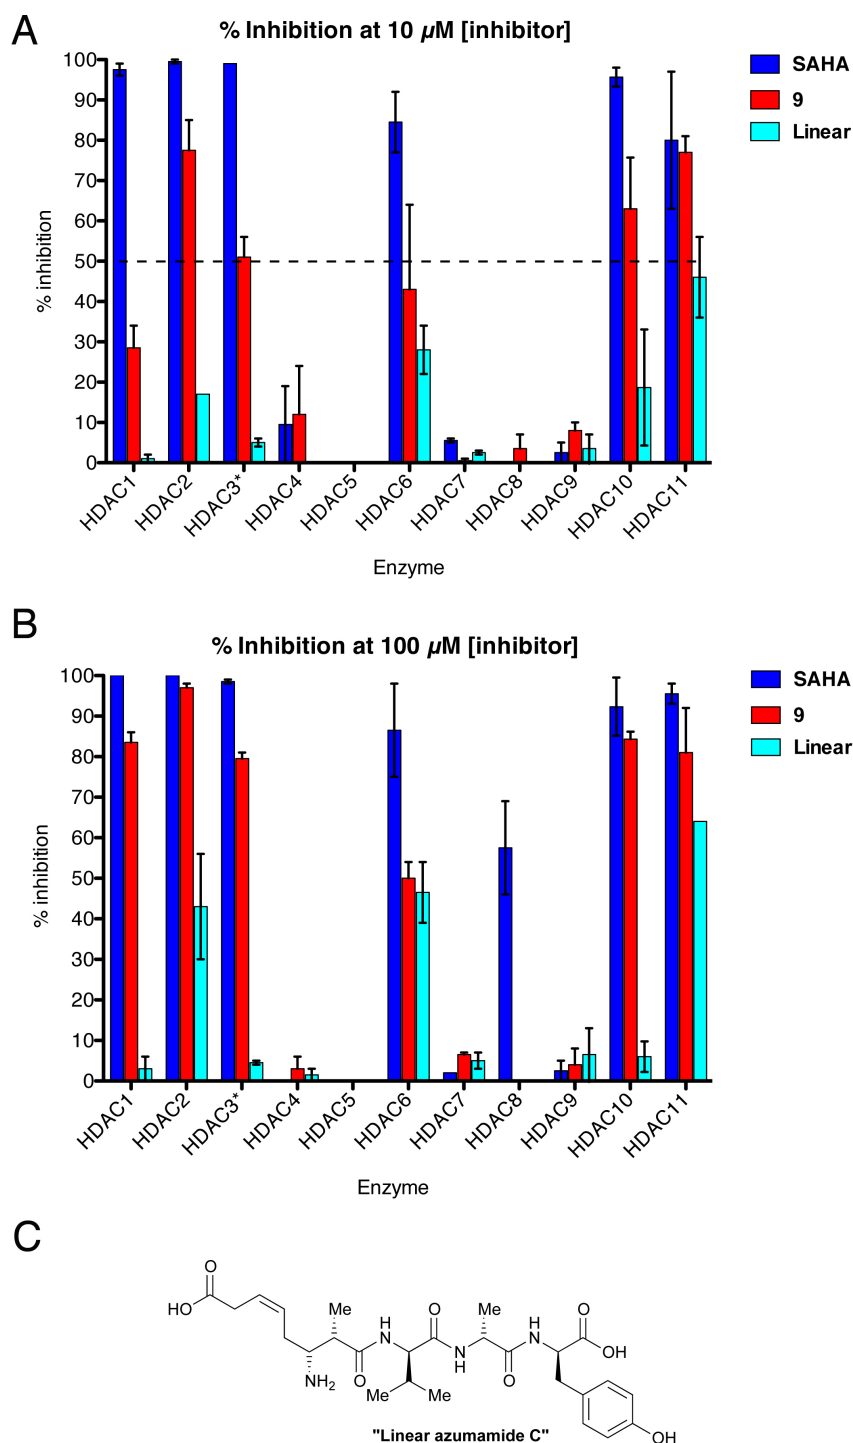 A
% Inhibition at 10 µM [inhibitor]
SAHA
9
Linear
% inhibition
100
90
80
70
60
50
40
30
20
10
0
HDAC1
HDAC2
HDAC3*
HDAC4
HDAC5
HDAC6
HDAC7
HDAC8
HDAC9
HDAC10
HDAC11
Enzyme
B
% Inhibition at 100 µM [inhibitor]
SAHA
9
Linear
% inhibition
100
90
80
70
60
50
40
30
20
10
0
HDAC1
HDAC2
HDAC3*
HDAC4
HDAC5
HDAC6
HDAC7
HDAC8
HDAC9
HDAC10
HDAC11
Enzyme
C
O
HO
Me
H
N
O
Me
H
N
O
OH
NH2
O
N
H
O
Me
Me
OH
"Linear azumamide C"